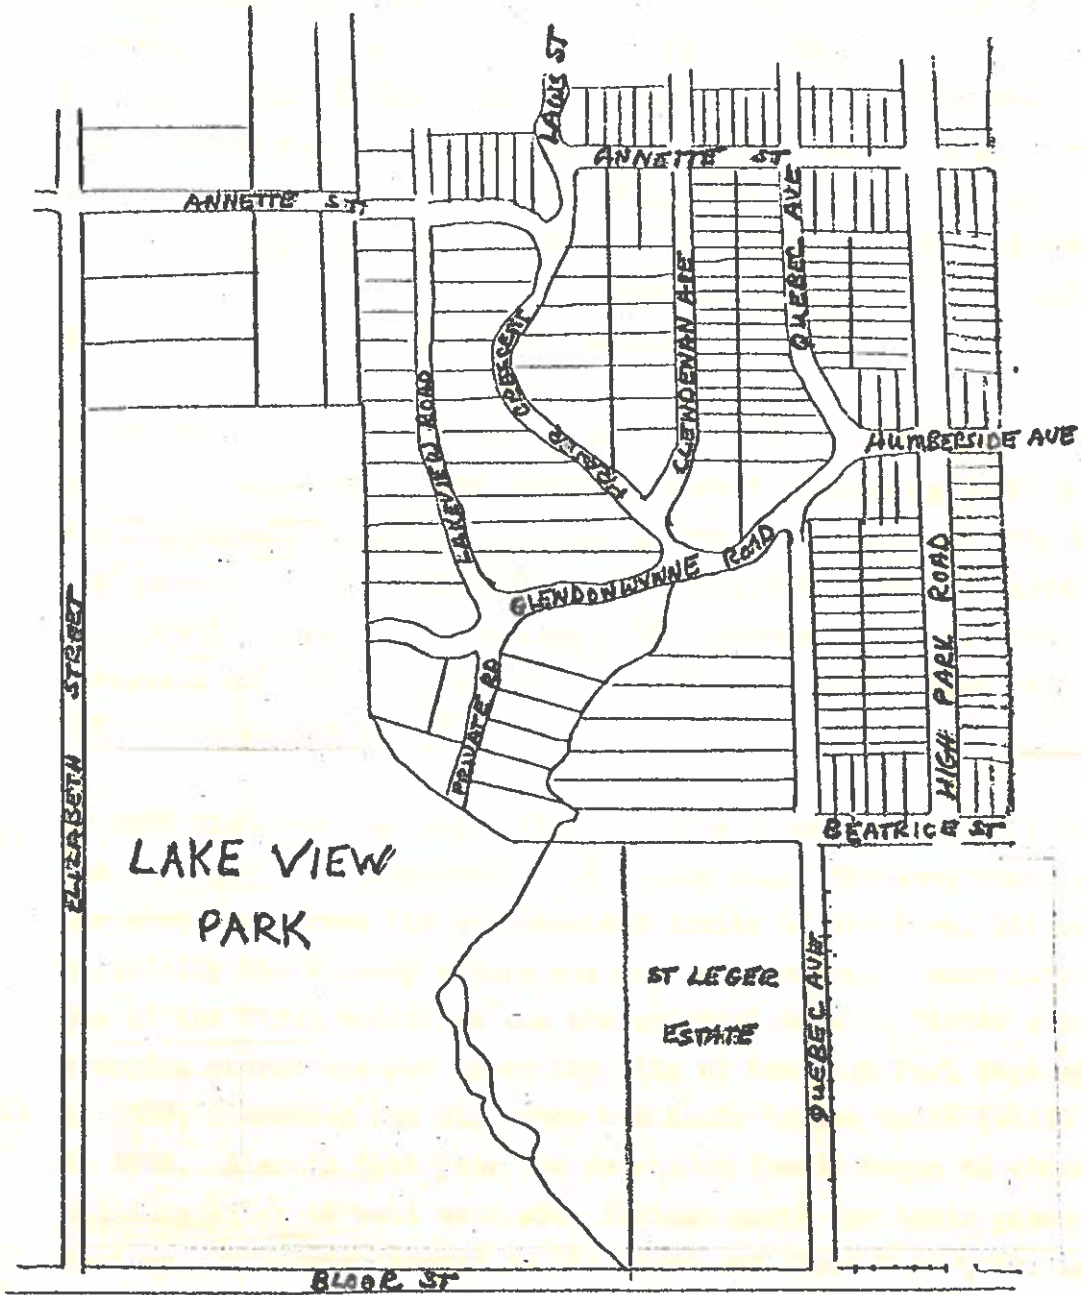 LAWS ST
ANNETTE ST
ANNETTE ST.
QUEBEC AVE
CLENDENAN AVE
CRESCENT
PRATER
LAKEVIEW ROAD
HUMBERSIDE AVE
GLENDONWYNNE ROAD
HIGH PARK ROAD
ELIZABETH STREET
PRIVATE RD
BEATRICE ST
LAKE VIEW
PARK
ST LEGER
ESTATE
QUEBEC AVE
BLOOR ST